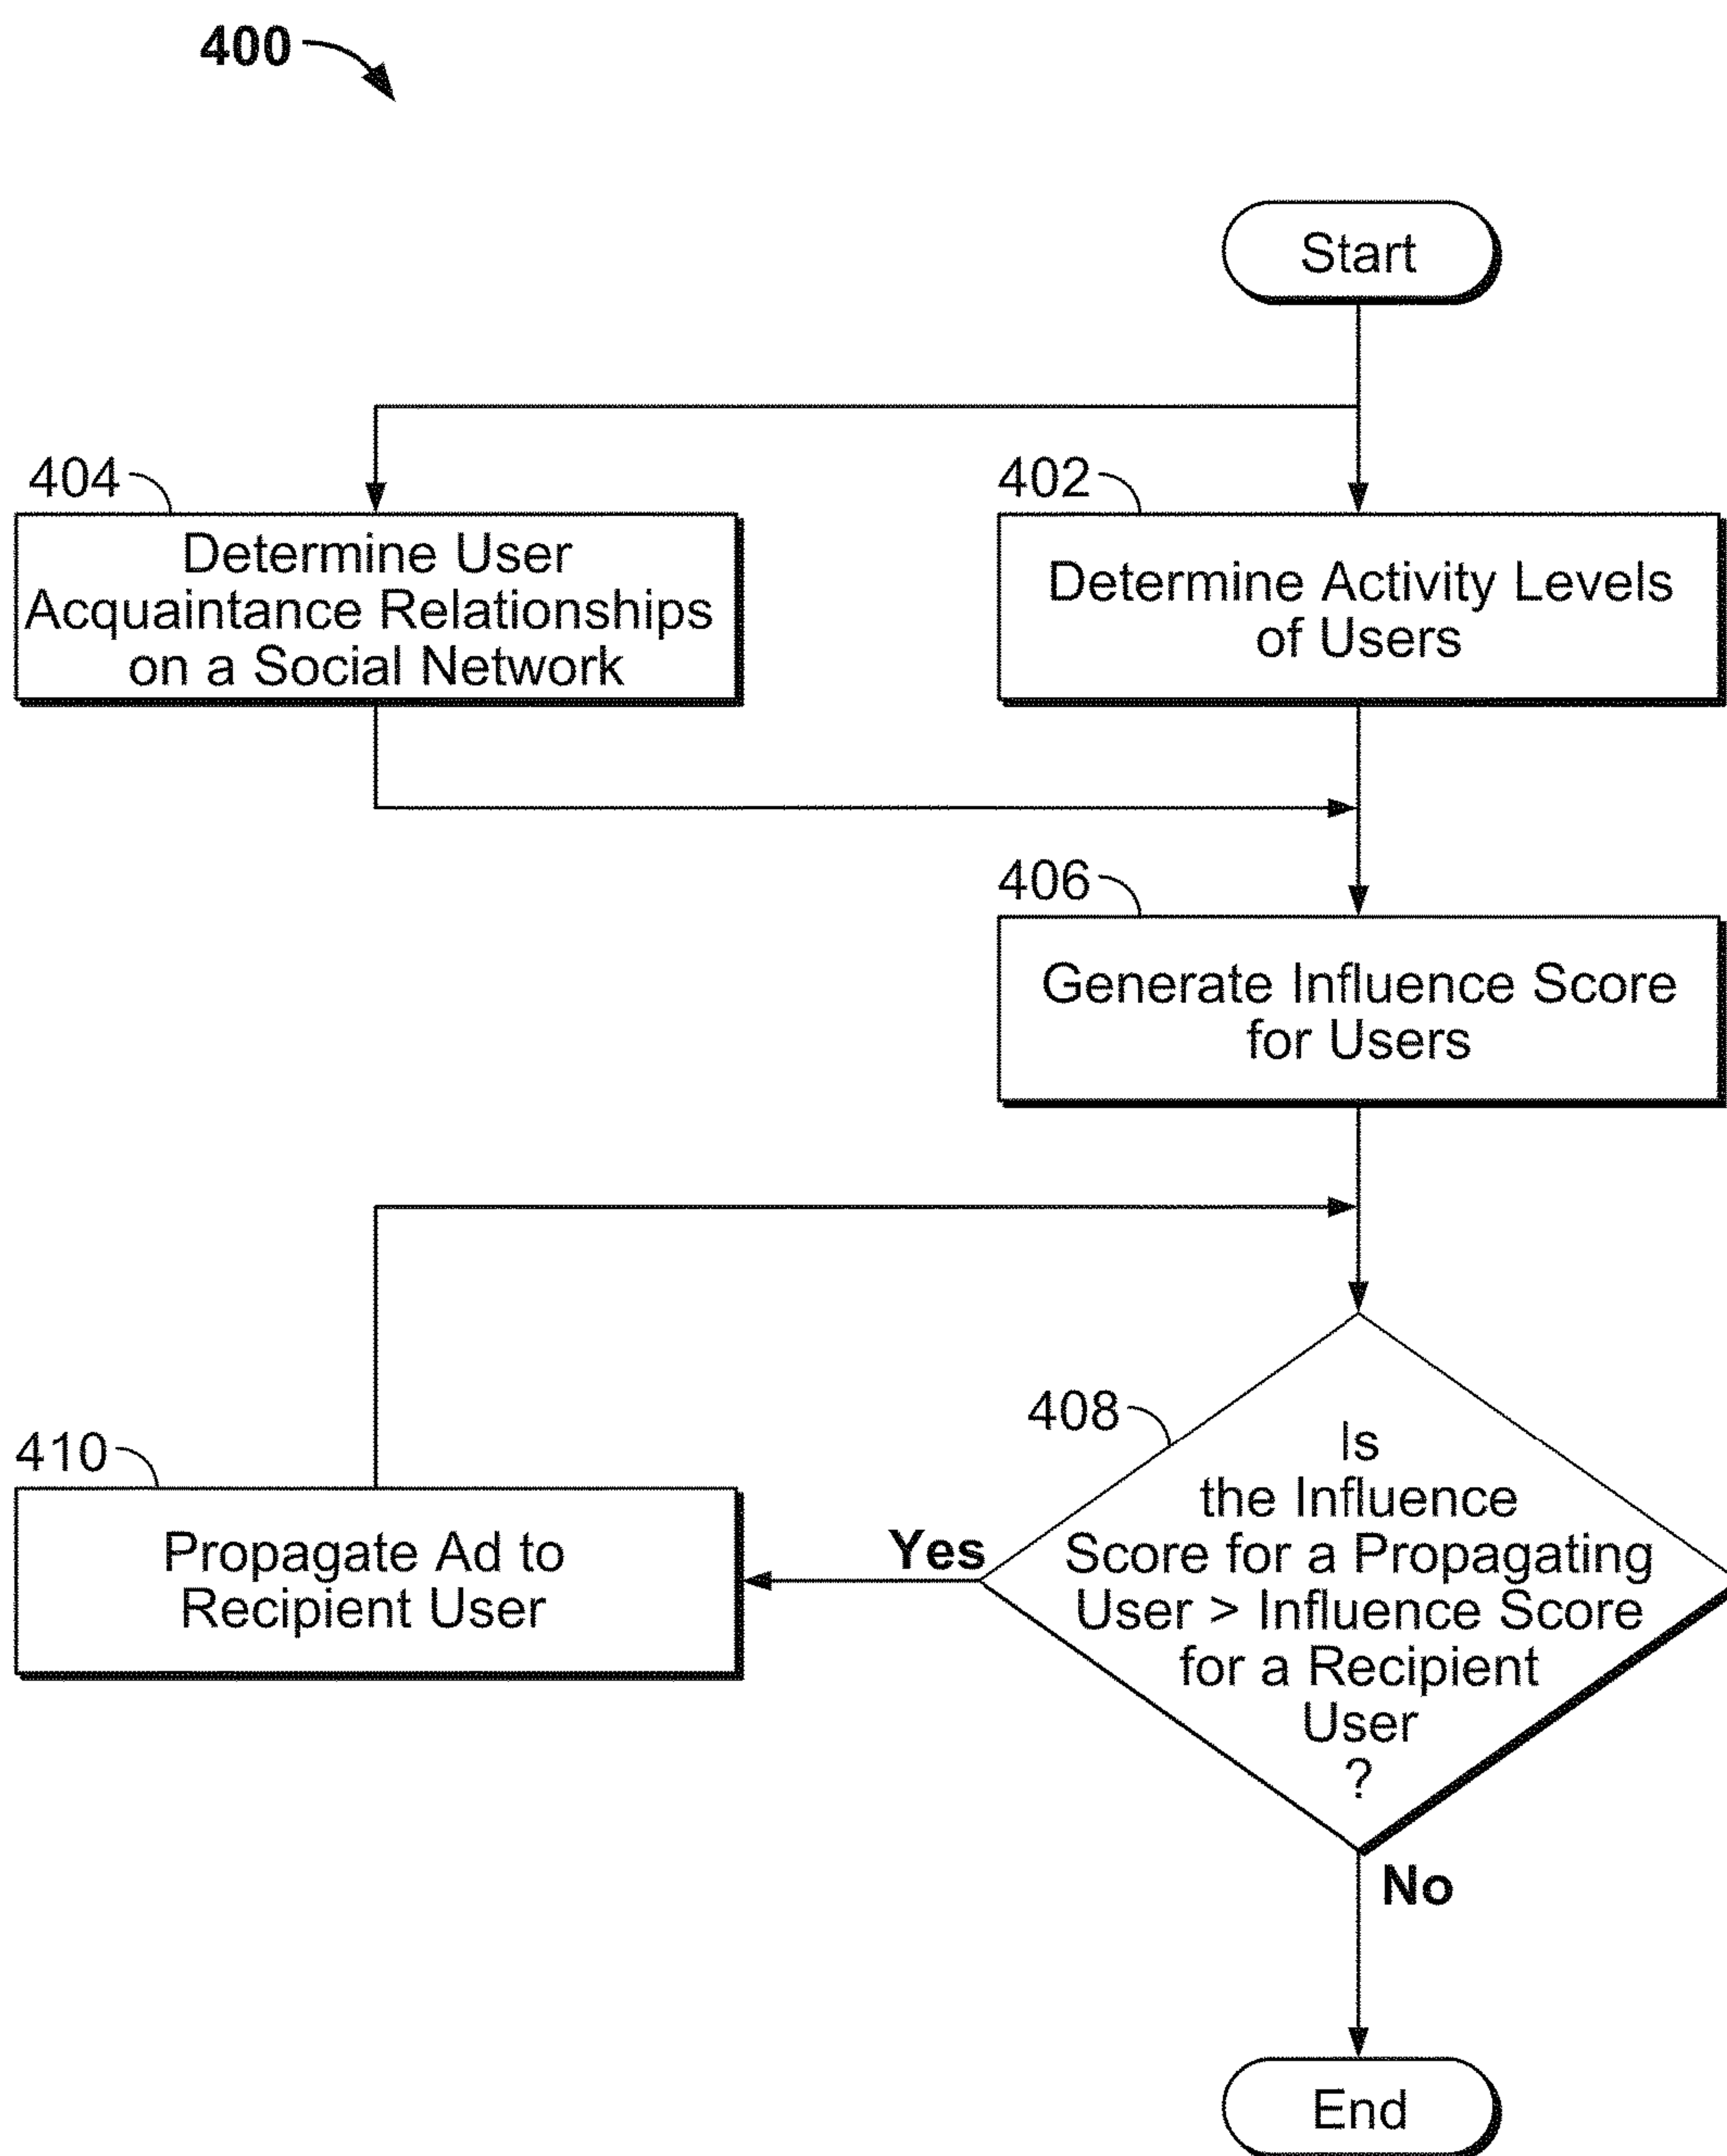 400
Start
404
Determine User
Acquaintance Relationships
on a Social Network
402
Determine Activity Levels
of Users
406
Generate Influence Score
for Users
408
Is
the Influence
Score for a Propagating
User > Influence Score
for a Recipient
User
?
Yes
410
Propagate Ad to
Recipient User
No
End